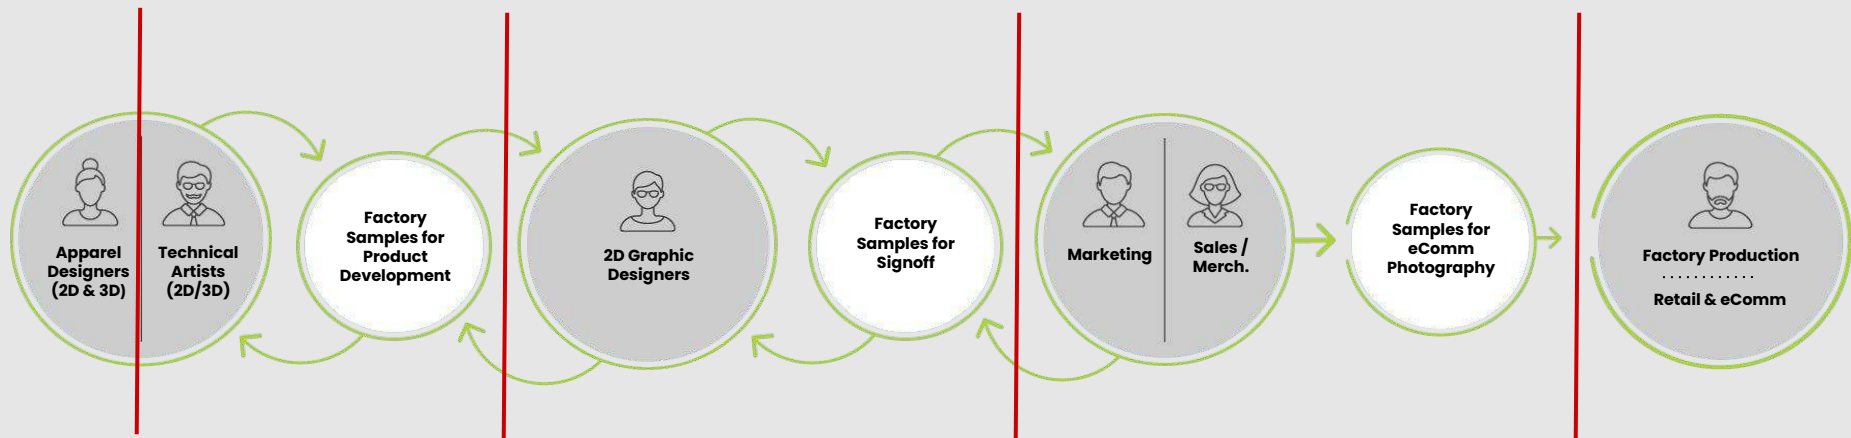 Apparel
Designers
(2D & 3D)
Technical
Artists
(2D/3D)
Factory
Samples for
Product
Development
2D Graphic
Designers
Factory
Samples for
Signoff
Marketing
Sales /
Merch.
Factory
Samples for
eComm
Photography
Factory Production
Retail & eComm